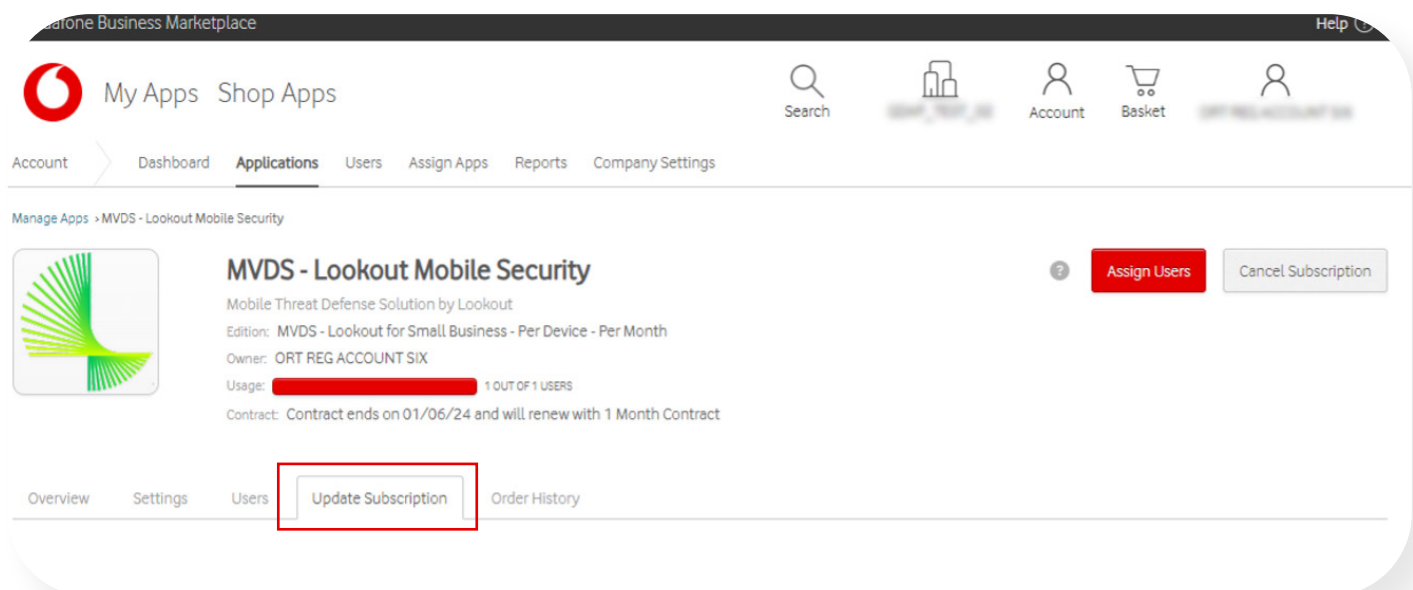 Business Marketplace
Help
My Apps Shop Apps
Search
Account
Basket
Account Dashboard Applications Users Assign Apps Reports Company Settings
Manage Apps › MVDS - Lookout Mobile Security
MVDS - Lookout Mobile Security
? Assign Users Cancel Subscription
Mobile Threat Defense Solution by Lookout
Edition: MVDS - Lookout for Small Business - Per Device - Per Month
Owner: ORT REG ACCOUNT SIX
Usage: 1 OUT OF 1 USERS
Contract: Contract ends on 01/06/24 and will renew with 1 Month Contract
Overview Settings Users Update Subscription Order History